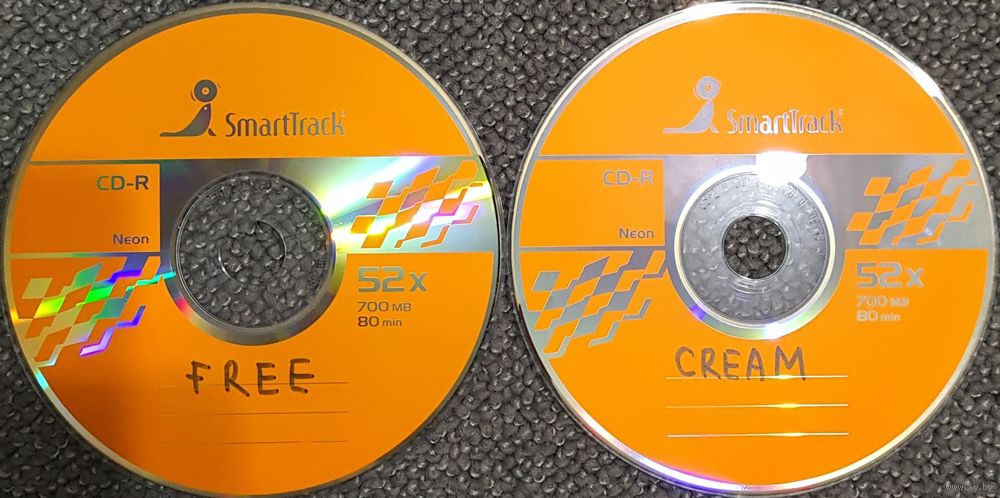 SmartTrack
CD-R
Neon
52x
700 MB
80 min
FREE
SmartTrack
CD-R
Neon
52x
700 MB
80 min
CREAM